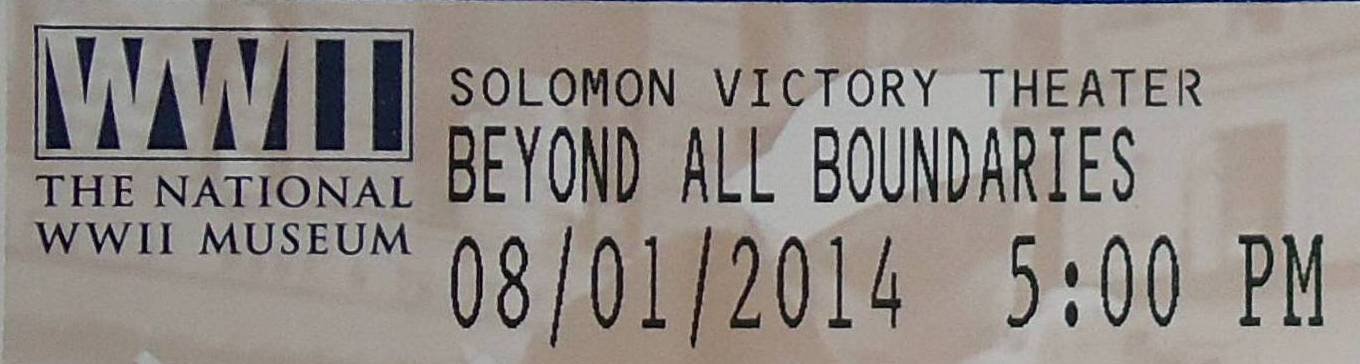 WWII
THE NATIONAL
WWII MUSEUM
SOLOMON VICTORY THEATER
BEYOND ALL BOUNDARIES
08/01/2014 5:00 PM